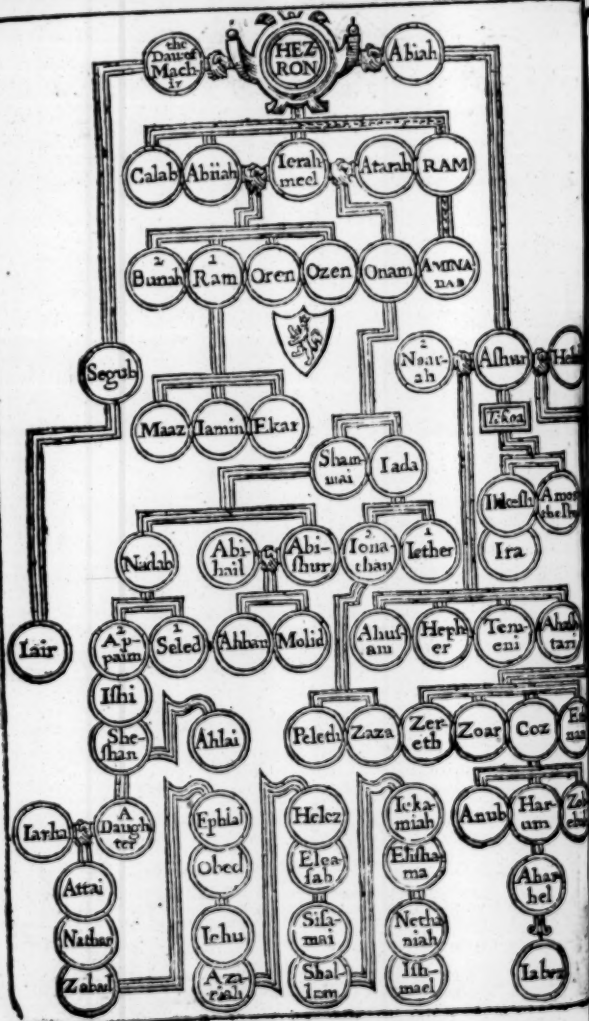 the
Daw of
Mach-
ir
HEZ-
RON
Abiah
Calab
Abiiah
Ierah
meel
Atarah
RAM
2
Bunah
1
Ram
Oren
Ozen
Onam
AMINA
DAB
Segub
2
Naar-
ah
Ashur
Tekoa
Maaz
Iamin
Ekar
Sham-
mai
Iada
Ira
Nadab
Abi-
hail
Abi-
shur
2
Iona-
than
1
Iether
Iair
2
Ap-
paim
1
Seled
Ahban
Molid
Ahus-
am
Heph-
er
Tem-
eni
Ahash
tari
Ishi
She-
shan
Ahlai
Peleth
Zaza
Zer-
eth
Zoar
Coz
Iarha
A
Daugh-
ter
Ephlal
Helez
Ieka-
miah
Anub
Har-
um
Attai
Obed
Elea-
sah
Elisha-
ma
Ahar
hel
Nathan
Iehu
Sisa-
mai
Netha
niah
Zabad
Aza-
riah
Shal-
lum
Ish-
mael
Iabez